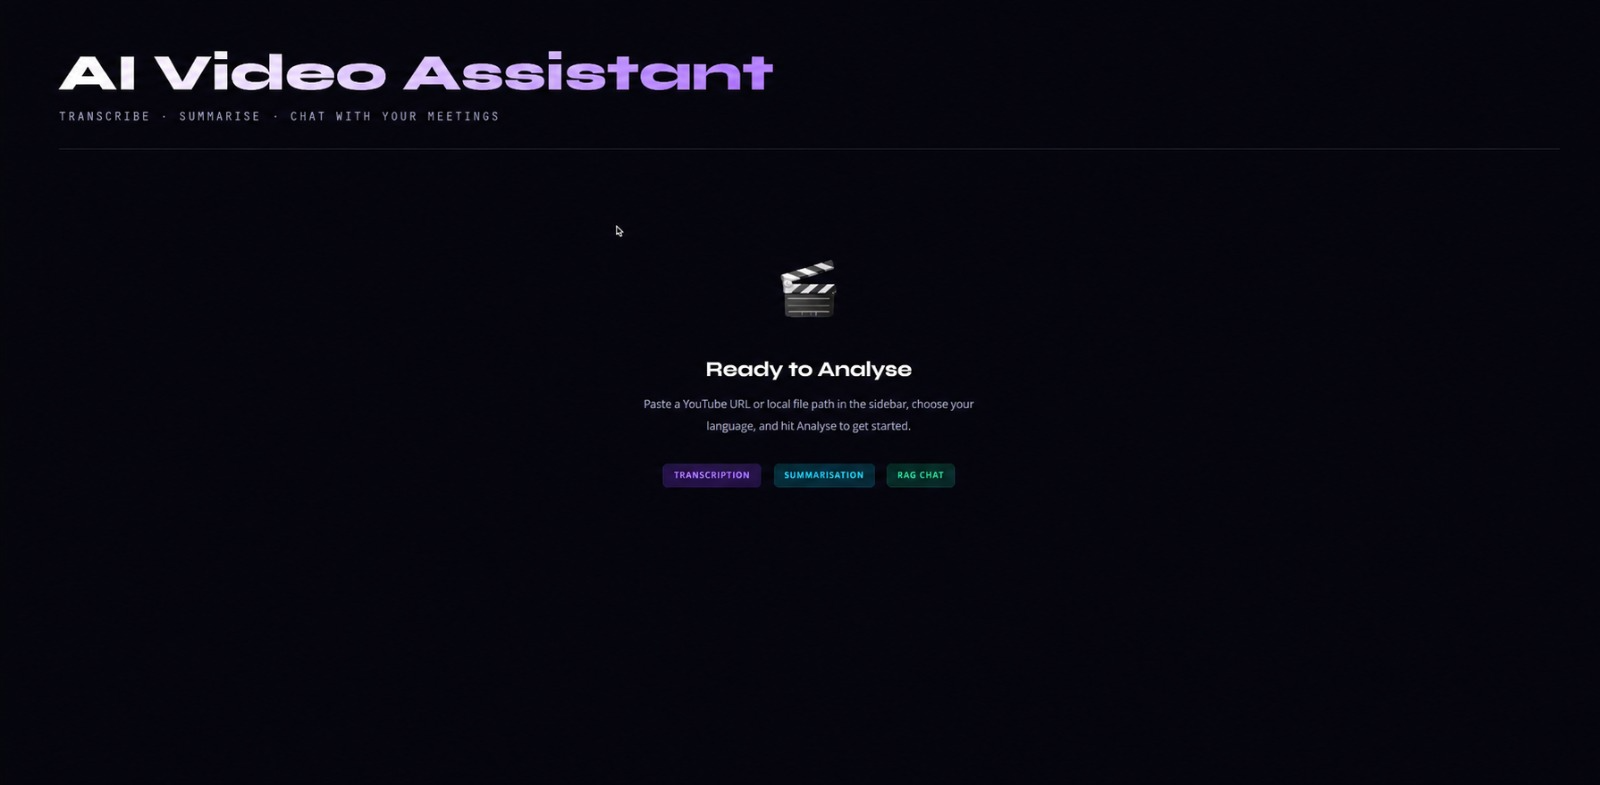 AI Video Assistant
TRANSCRIBE · SUMMARISE · CHAT WITH YOUR MEETINGS
Ready to Analyse
Paste a YouTube URL or local file path in the sidebar, choose your
language, and hit Analyse to get started.
TRANSCRIPTION SUMMARISATION RAG CHAT